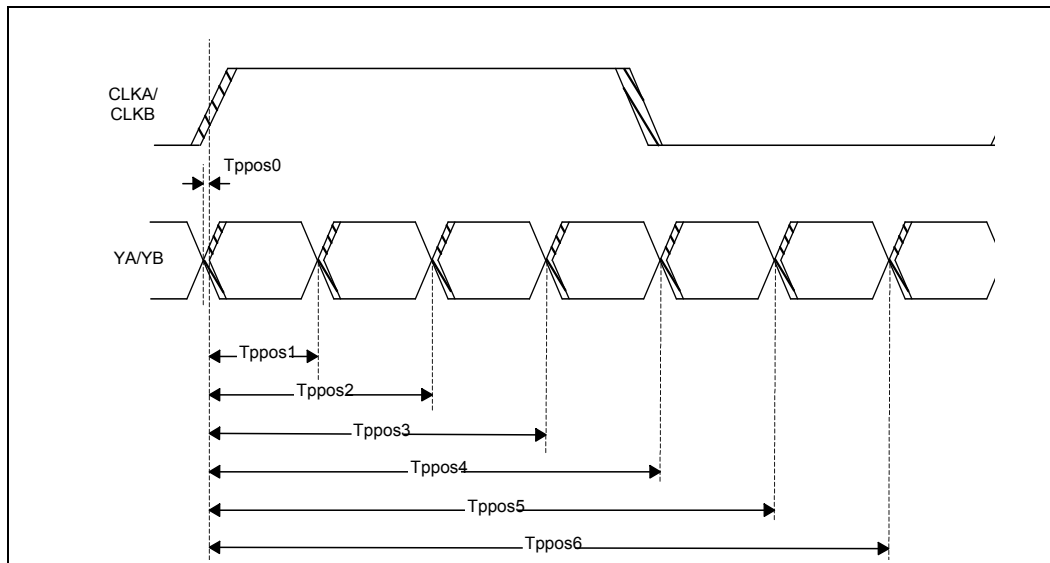 CLKA/
CLKB
Tppos0
YA/YB
Tppos1
Tppos2
Tppos3
Tppos4
Tppos5
Tppos6